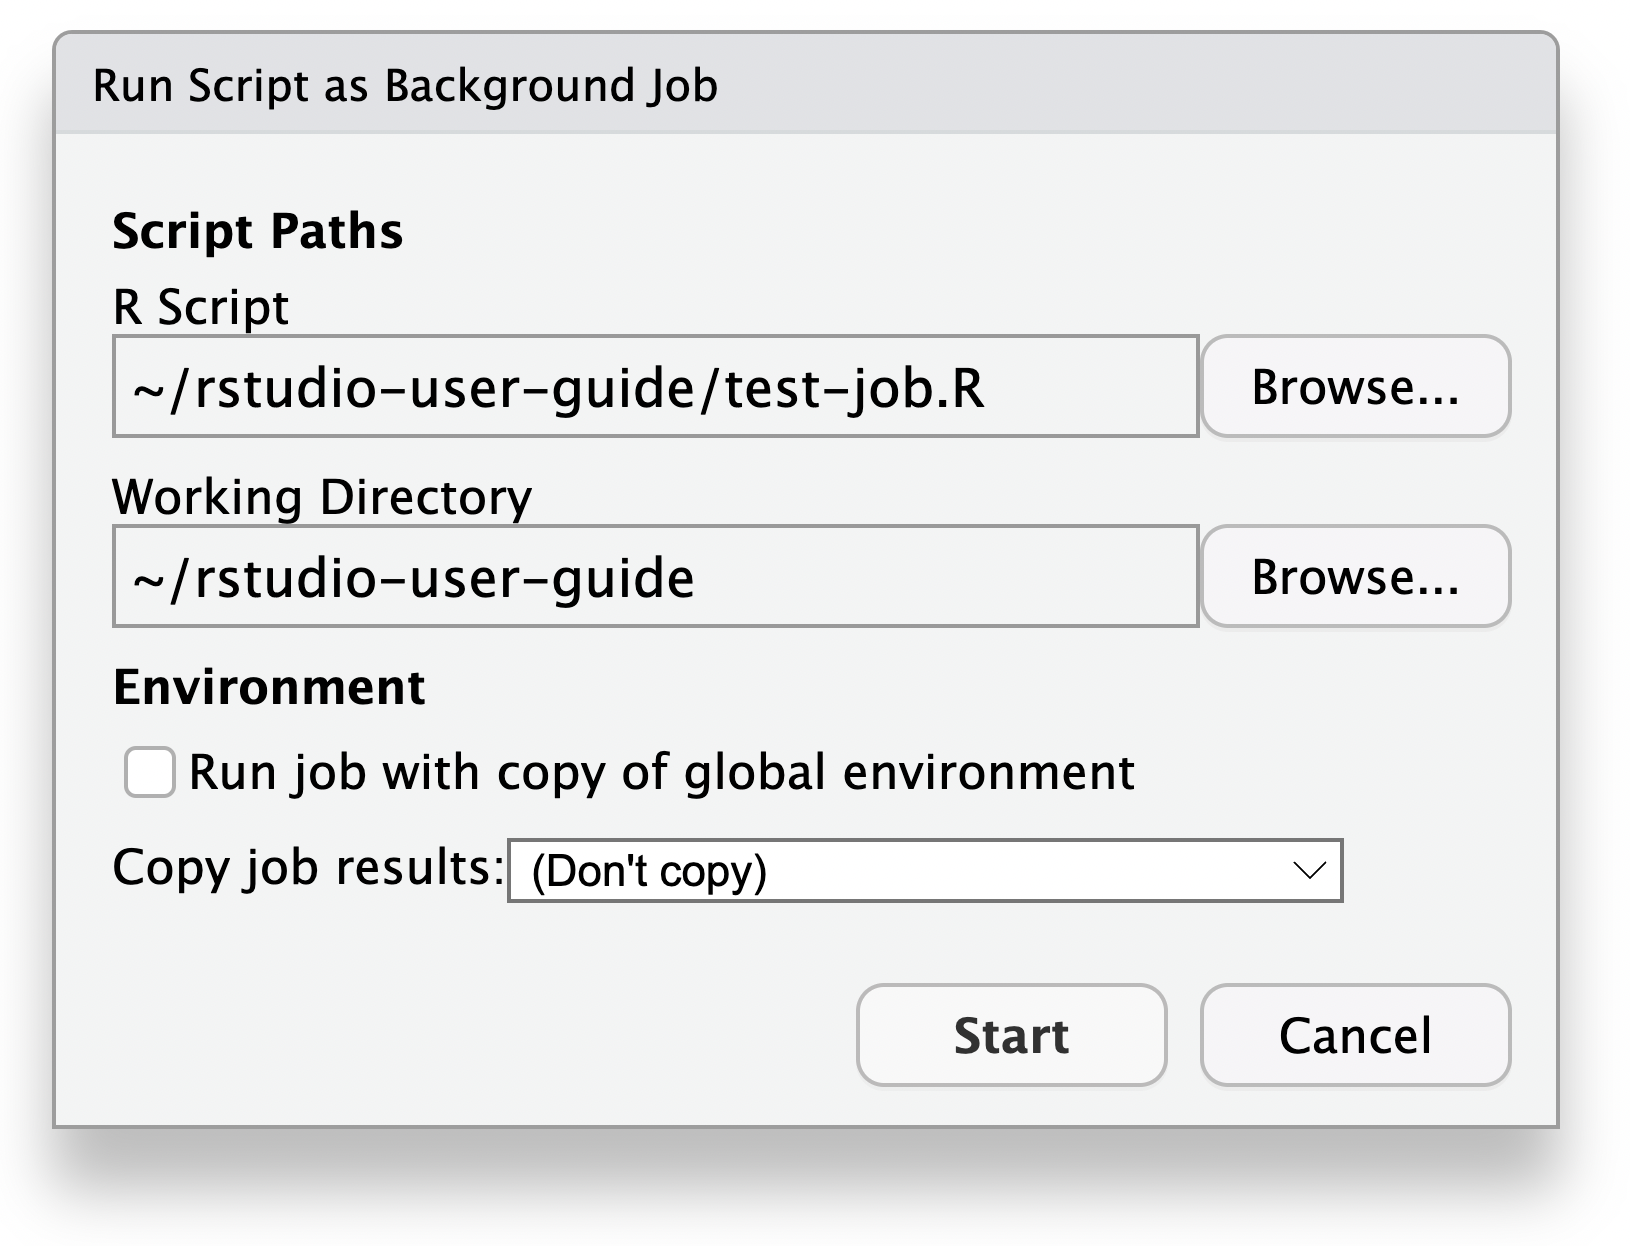 Run Script as Background Job
Script Paths
R Script
~/rstudio-user-guide/test-job.R
Browse...
Working Directory
~/rstudio-user-guide
Browse...
Environment
Run job with copy of global environment
Copy job results: (Don't copy)
Start Cancel